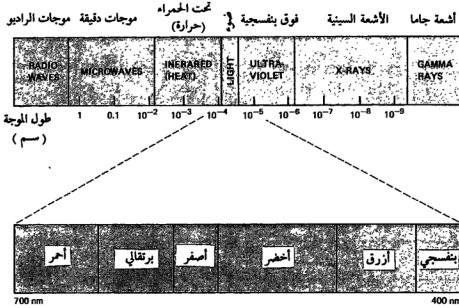 موجات الراديو موجات دقيقة تحت الحمراء (حرارة) ضوء فوق بنفسجية الأشعة السينية أشعة جاما
RADIO WAVES MICROWAVES INFRARED (HEAT) LIGHT ULTRA VIOLET X-RAYS GAMMA RAYS
طول الموجة (سم) 1 0.1 10⁻² 10⁻³ 10⁻⁴ 10⁻⁵ 10⁻⁶ 10⁻⁷ 10⁻⁸ 10⁻⁹
أحمر برتقالي أصفر أخضر أزرق بنفسجي
700 nm 400 nm